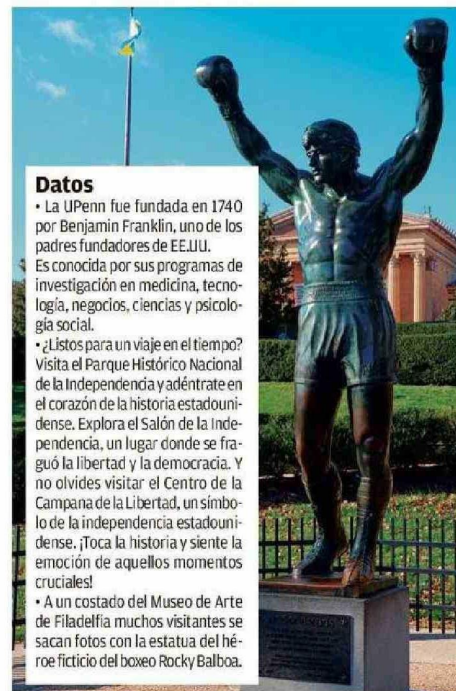 Datos
• La UPenn fue fundada en 1740
por Benjamin Franklin, uno de los
padres fundadores de EE.UU.
Es conocida por sus programas de
investigación en medicina, tecno-
logía, negocios, ciencias y psicolo-
gía social.
• ¿Listos para un viaje en el tiempo?
Visita el Parque Histórico Nacional
de la Independencia y adéntrate en
el corazón de la historia estadouni-
dense. Explora el Salón de la Inde-
pendencia, un lugar donde se fra-
guó la libertad y la democracia. Y
no olvides visitar el Centro de la
Campana de la Libertad, un símbo-
lo de la independencia estadouni-
dense. ¡Toca la historia y siente la
emoción de aquellos momentos
cruciales!
• A un costado del Museo de Arte
de Filadelfia muchos visitantes se
sacan fotos con la estatua del hé-
roe ficticio del boxeo Rocky Balboa.